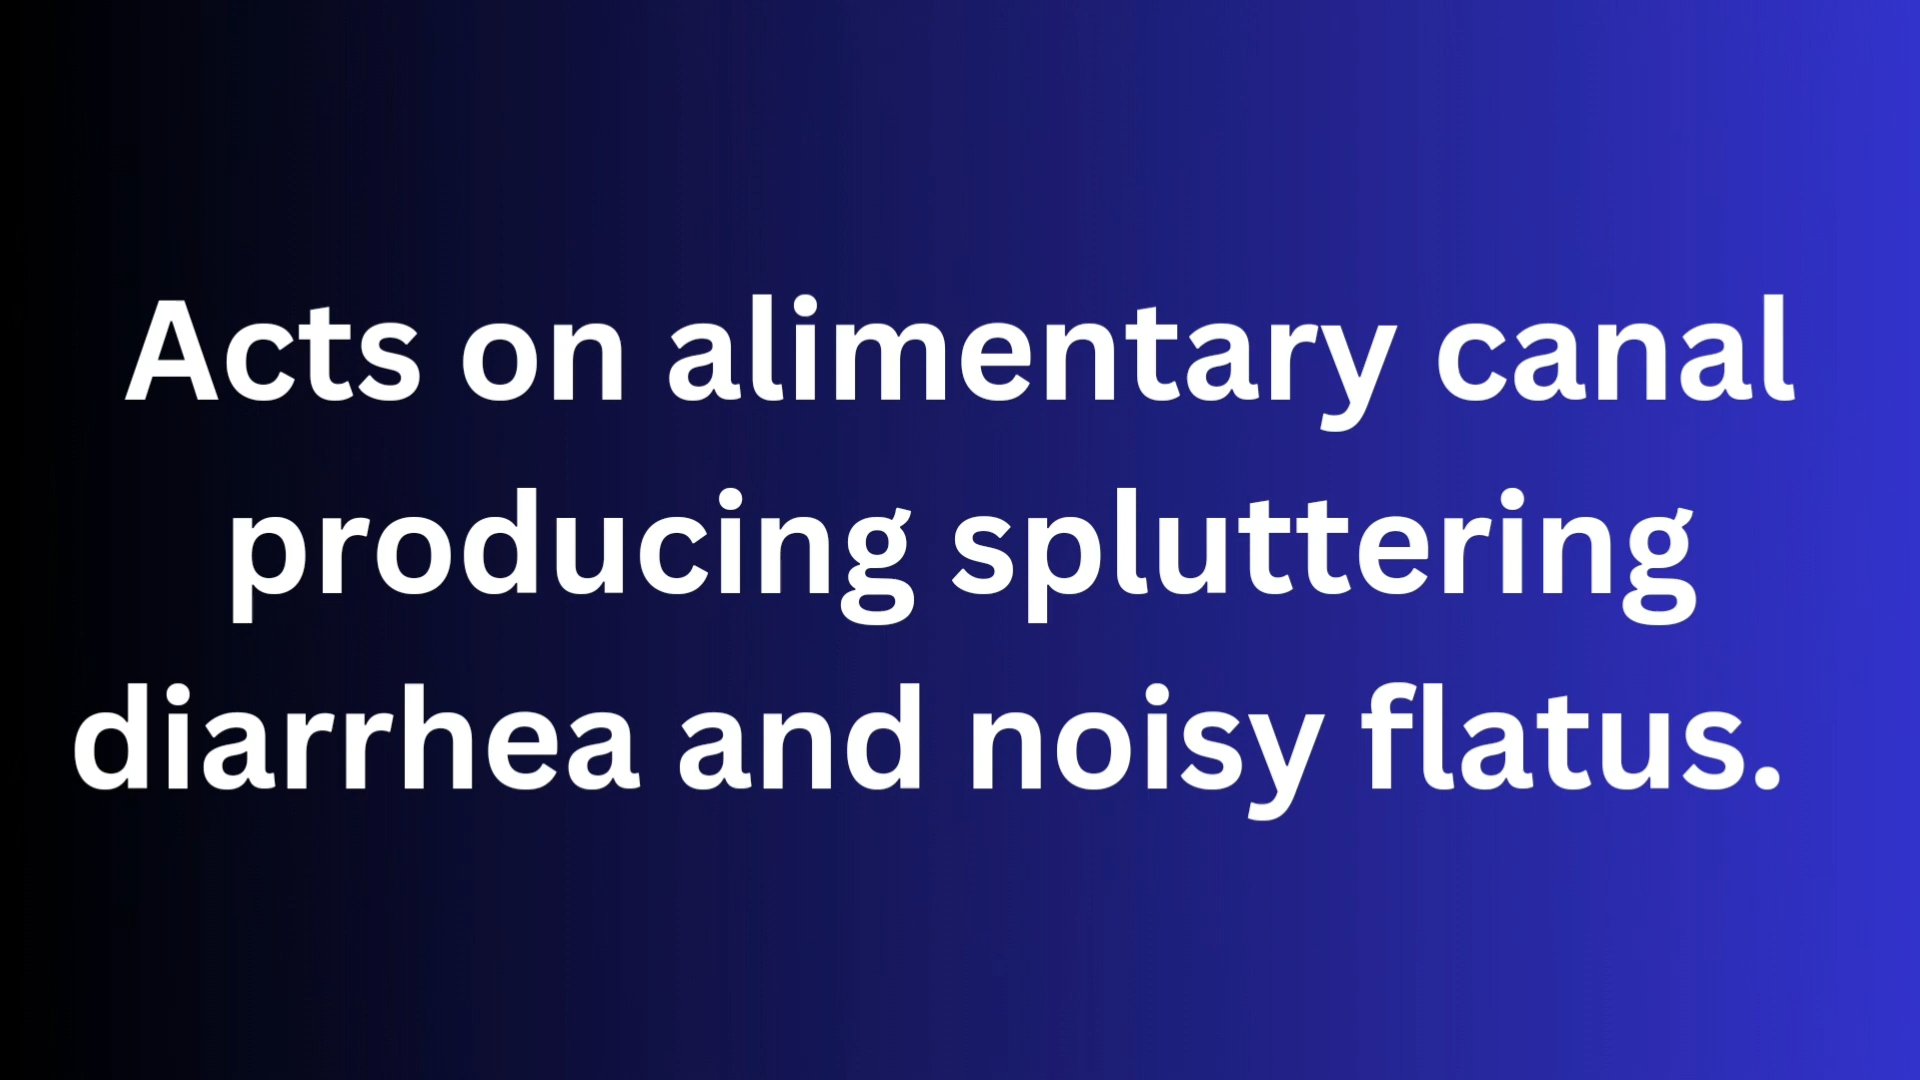 Acts on alimentary canal
producing spluttering
diarrhea and noisy flatus.